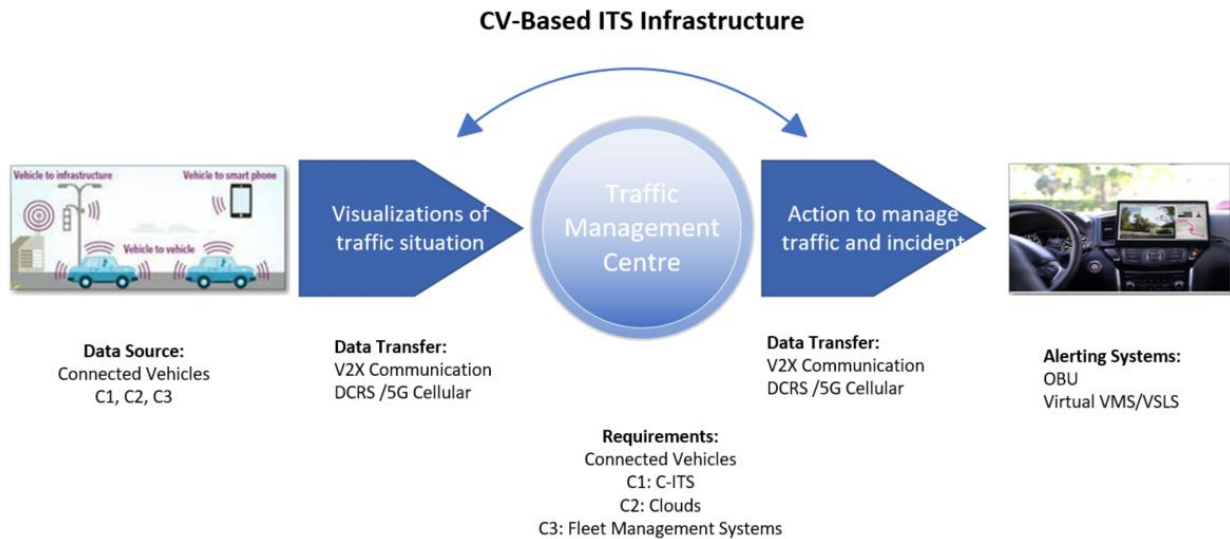 CV-Based ITS Infrastructure
Vehicle to infrastructure
Vehicle to smart phone
Vehicle to vehicle
Visualizations of
traffic situation
Traffic
Management
Centre
Action to manage
traffic and incident
Data Source:
Connected Vehicles
C1, C2, C3
Data Transfer:
V2X Communication
DCRS /5G Cellular
Data Transfer:
V2X Communication
DCRS /5G Cellular
Alerting Systems:
OBU
Virtual VMS/VSLS
Requirements:
Connected Vehicles
C1: C-ITS
C2: Clouds
C3: Fleet Management Systems